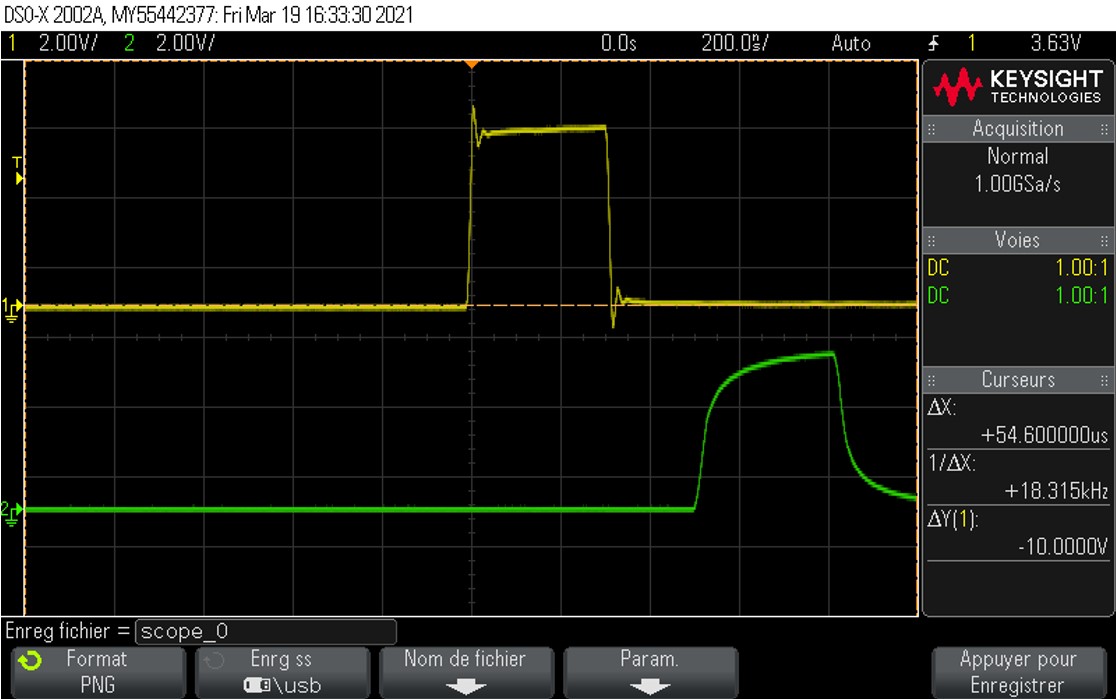 DSO-X 2002A, MY55442377: Fri Mar 19 16:33:30 2021
1 2.00V/ 2 2.00V/ 0.0s 200.0ns/ Auto 1 3.63V
KEYSIGHT
TECHNOLOGIES
Acquisition
Normal
1.00GSa/s
Voies
DC 1.00:1
DC 1.00:1
Curseurs
ΔX:
+54.600000us
1/ΔX:
+18.315kHz
ΔY(1):
-10.0000V
T
1
2
Enreg fichier = scope_0
Format
PNG
Enrg ss
\usb
Nom de fichier
Param.
Appuyer pour
Enregistrer